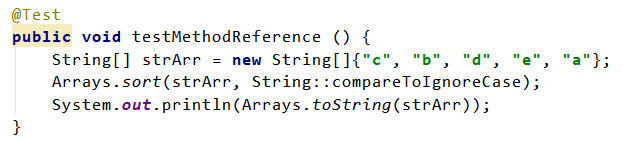 @Test
public void testMethodReference () {
    String[] strArr = new String[]{"c", "b", "d", "e", "a"};
    Arrays.sort(strArr, String::compareToIgnoreCase);
    System.out.println(Arrays.toString(strArr));
}